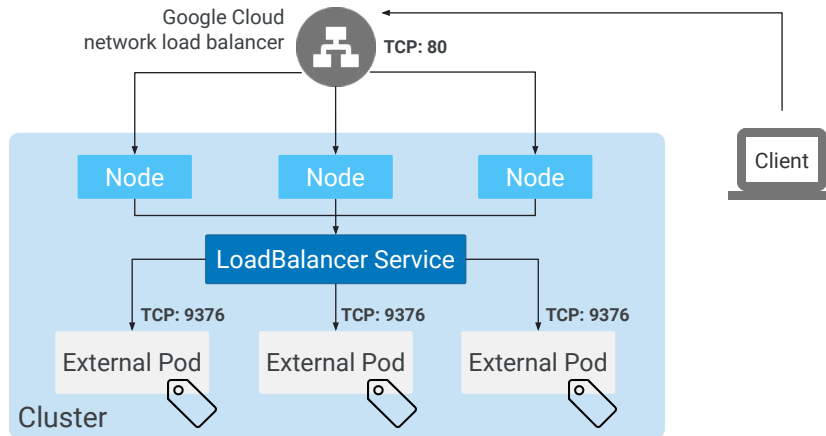 Google Cloud
network load balancer
TCP: 80
Client
Node
Node
Node
LoadBalancer Service
TCP: 9376
TCP: 9376
TCP: 9376
External Pod
External Pod
External Pod
Cluster